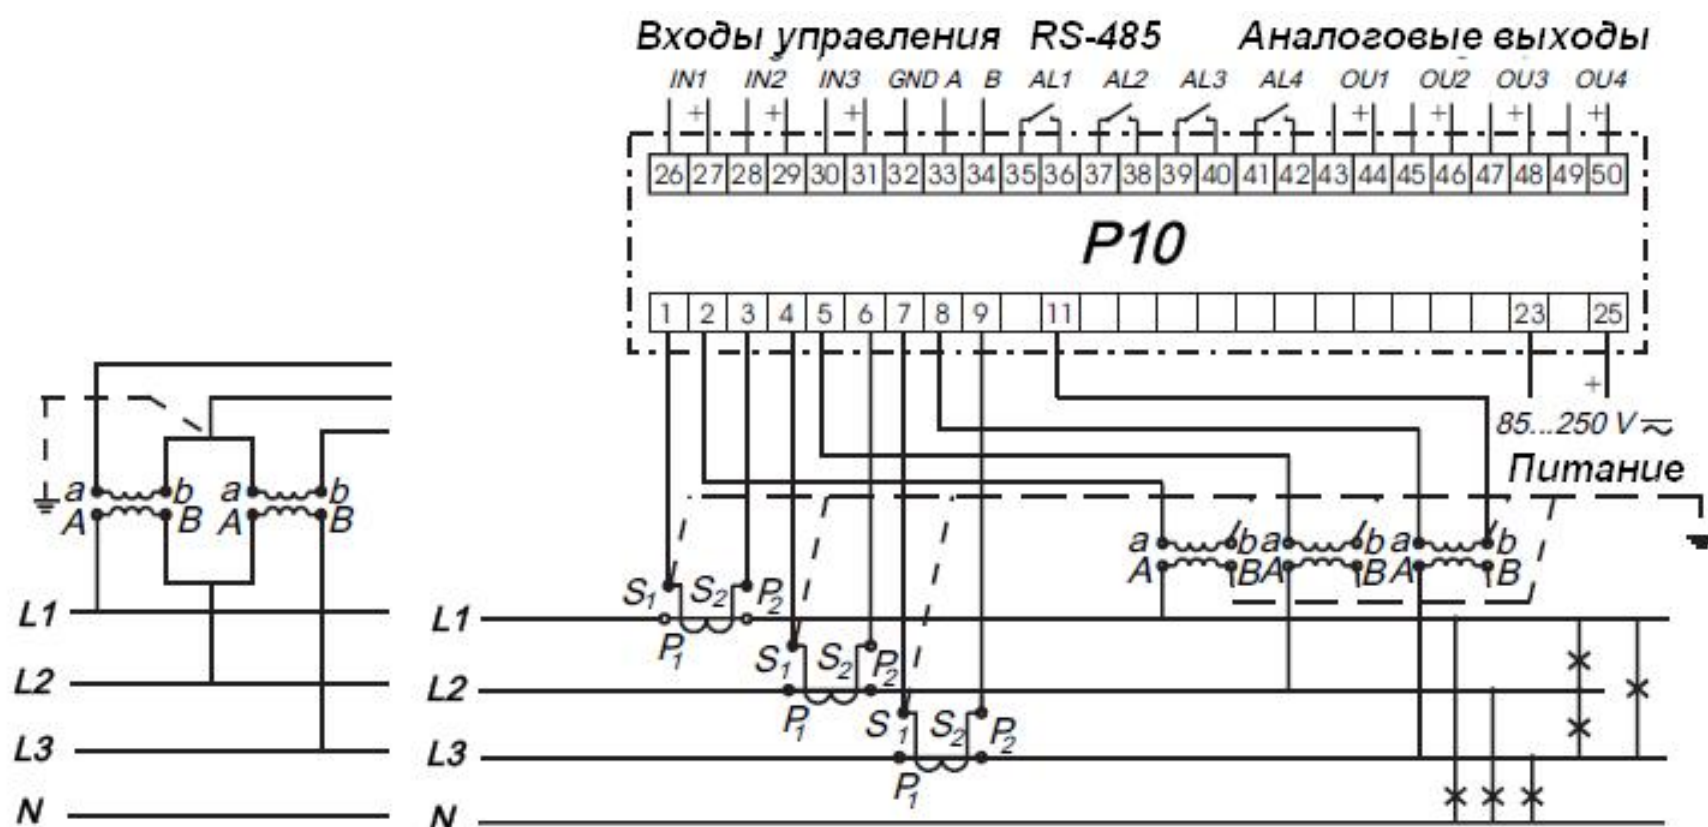 Входы управления RS-485 Аналоговые выходы
IN1 IN2 IN3 GND A B AL1 AL2 AL3 AL4 OU1 OU2 OU3 OU4
+ + + + + + +
26 27 28 29 30 31 32 33 34 35 36 37 38 39 40 41 42 43 44 45 46 47 48 49 50
P10
1 2 3 4 5 6 7 8 9 11 23 25
+
85...250 V
Питание
a b a b
A B A B
a b a b a b
A B A B A B
S1 S2 P2
L1
L1
P1
S1 S2 P2
L2
L2
P1
S1 S2 P2
L3
L3
P1
N
N